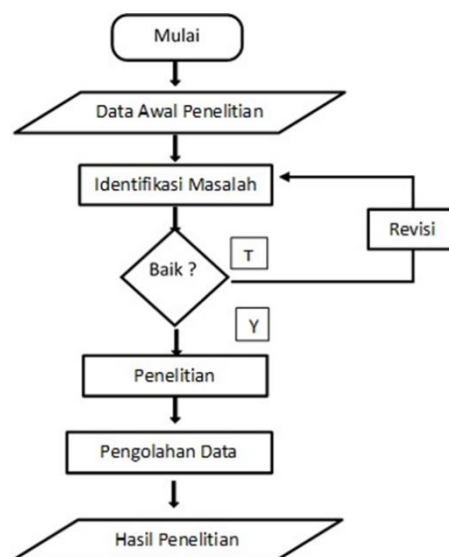 Mulai
Data Awal Penelitian
Identifikasi Masalah
Revisi
Baik ?
T
Y
Penelitian
Pengolahan Data
Hasil Penelitian